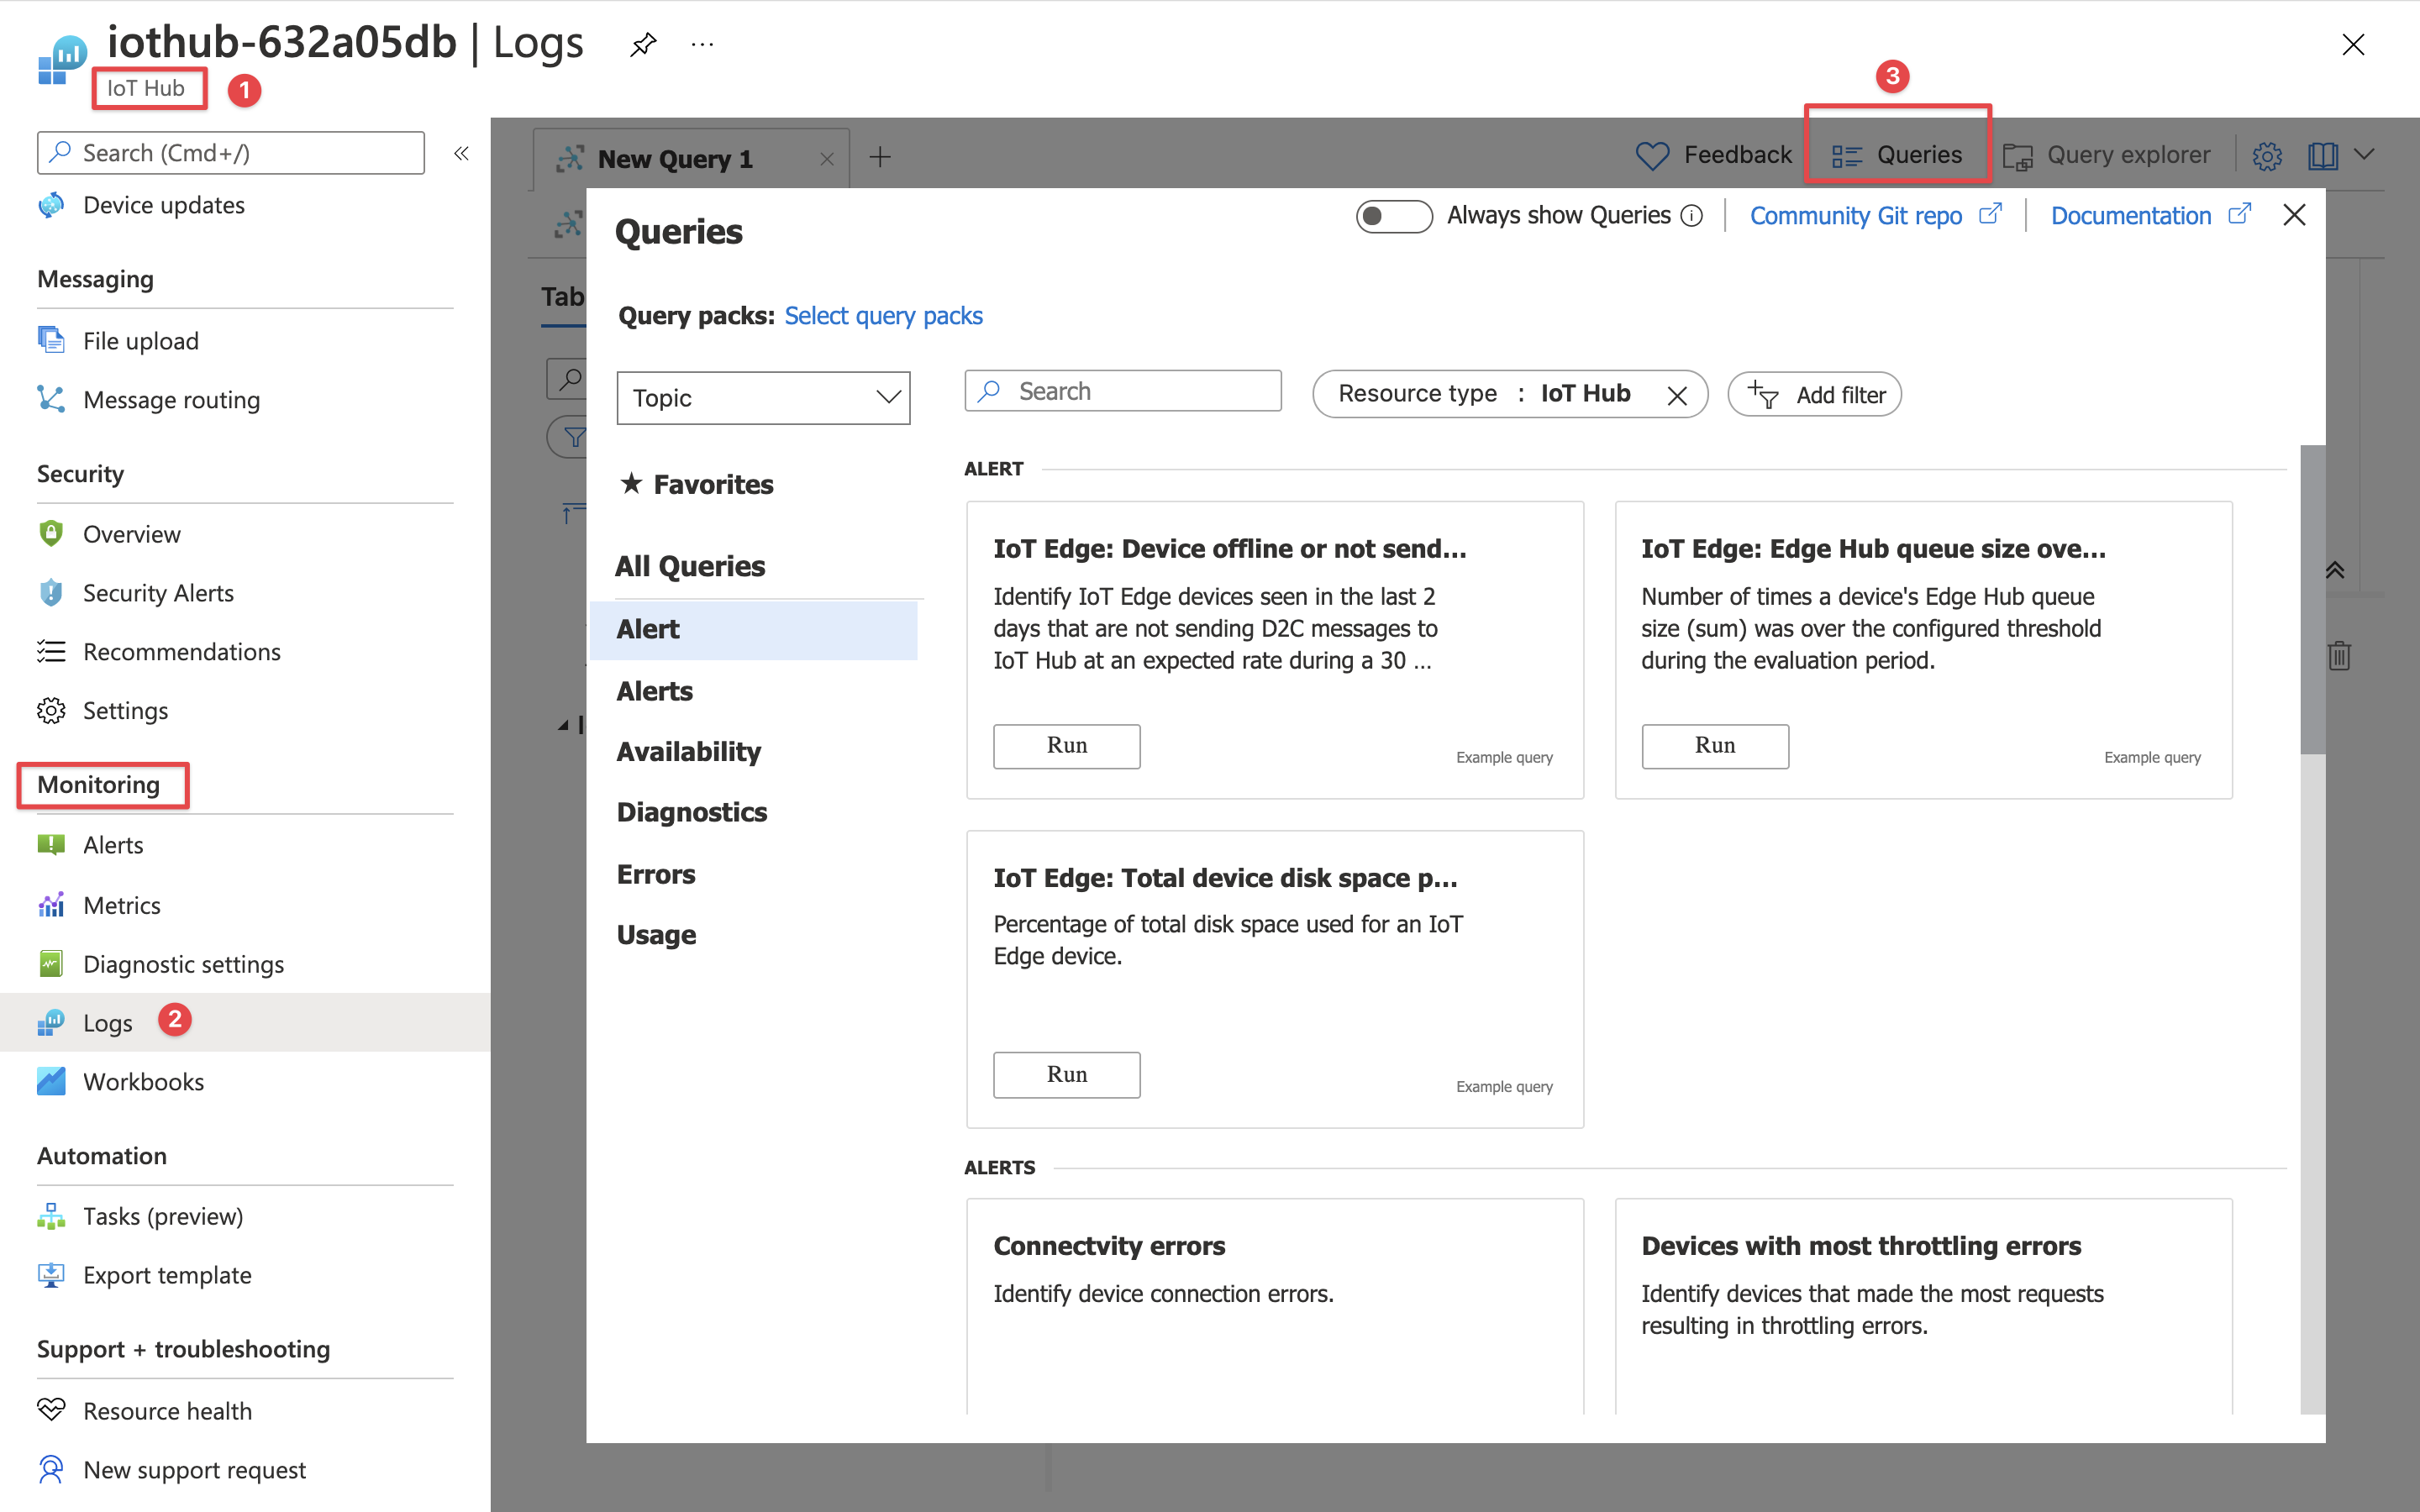 iothub-632a05db | Logs
...
IoT Hub
1
3
Search (Cmd+/)
«
Device updates
Messaging
File upload
Message routing
Security
Overview
Security Alerts
Recommendations
Settings
Monitoring
Alerts
Metrics
Diagnostic settings
Logs
2
Workbooks
Automation
Tasks (preview)
Export template
Support + troubleshooting
Resource health
New support request
New Query 1
Feedback
Queries
Query explorer
Tab
Queries
Always show Queries
Community Git repo
Documentation
Query packs: Select query packs
Topic
Search
Resource type : IoT Hub
Add filter
Favorites
All Queries
Alert
Alerts
Availability
Diagnostics
Errors
Usage
ALERT
IoT Edge: Device offline or not send...
Identify IoT Edge devices seen in the last 2
days that are not sending D2C messages to
IoT Hub at an expected rate during a 30 ...
Run
Example query
IoT Edge: Edge Hub queue size ove...
Number of times a device's Edge Hub queue
size (sum) was over the configured threshold
during the evaluation period.
Run
Example query
IoT Edge: Total device disk space p...
Percentage of total disk space used for an IoT
Edge device.
Run
Example query
ALERTS
Connectvity errors
Identify device connection errors.
Devices with most throttling errors
Identify devices that made the most requests
resulting in throttling errors.